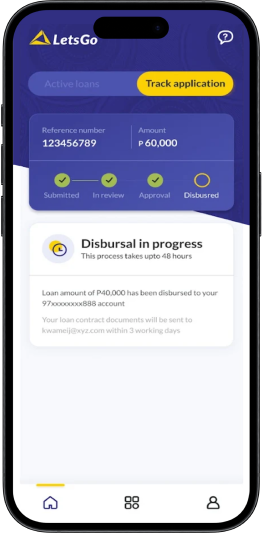 LetsGo
Active loans
Track application
Reference number
Amount
123456789
P 60,000
Submitted
In review
Approval
Disbusred
Disbursal in progress
This process takes upto 48 hours
Loan amount of P40,000 has been disbursed to your
97xxxxxxxx888 account
Your loan contract documents will be sent to
kwameij@xyz.com within 3 working days